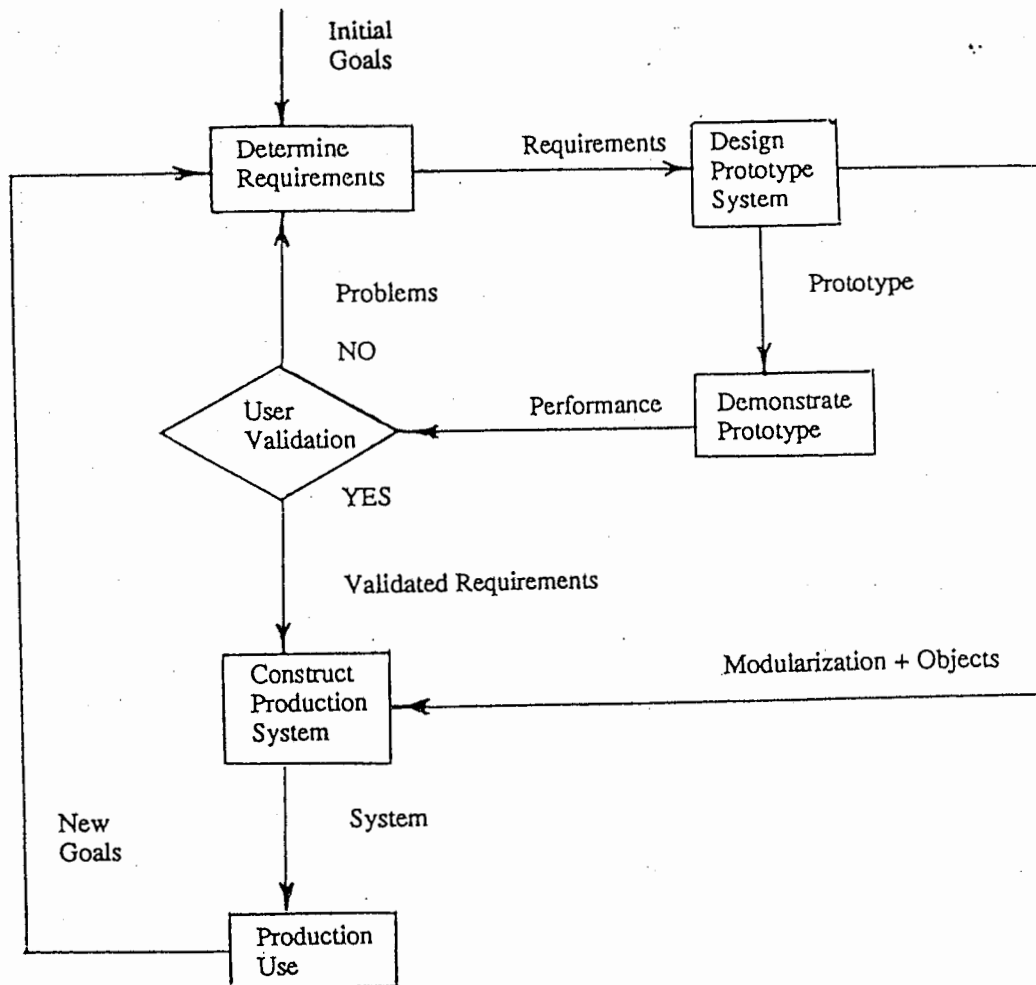 Initial
Goals
Determine
Requirements
Requirements
Design
Prototype
System
Problems
Prototype
NO
User
Validation
Performance
Demonstrate
Prototype
YES
Validated Requirements
Construct
Production
System
Modularization + Objects
New
Goals
System
Production
Use